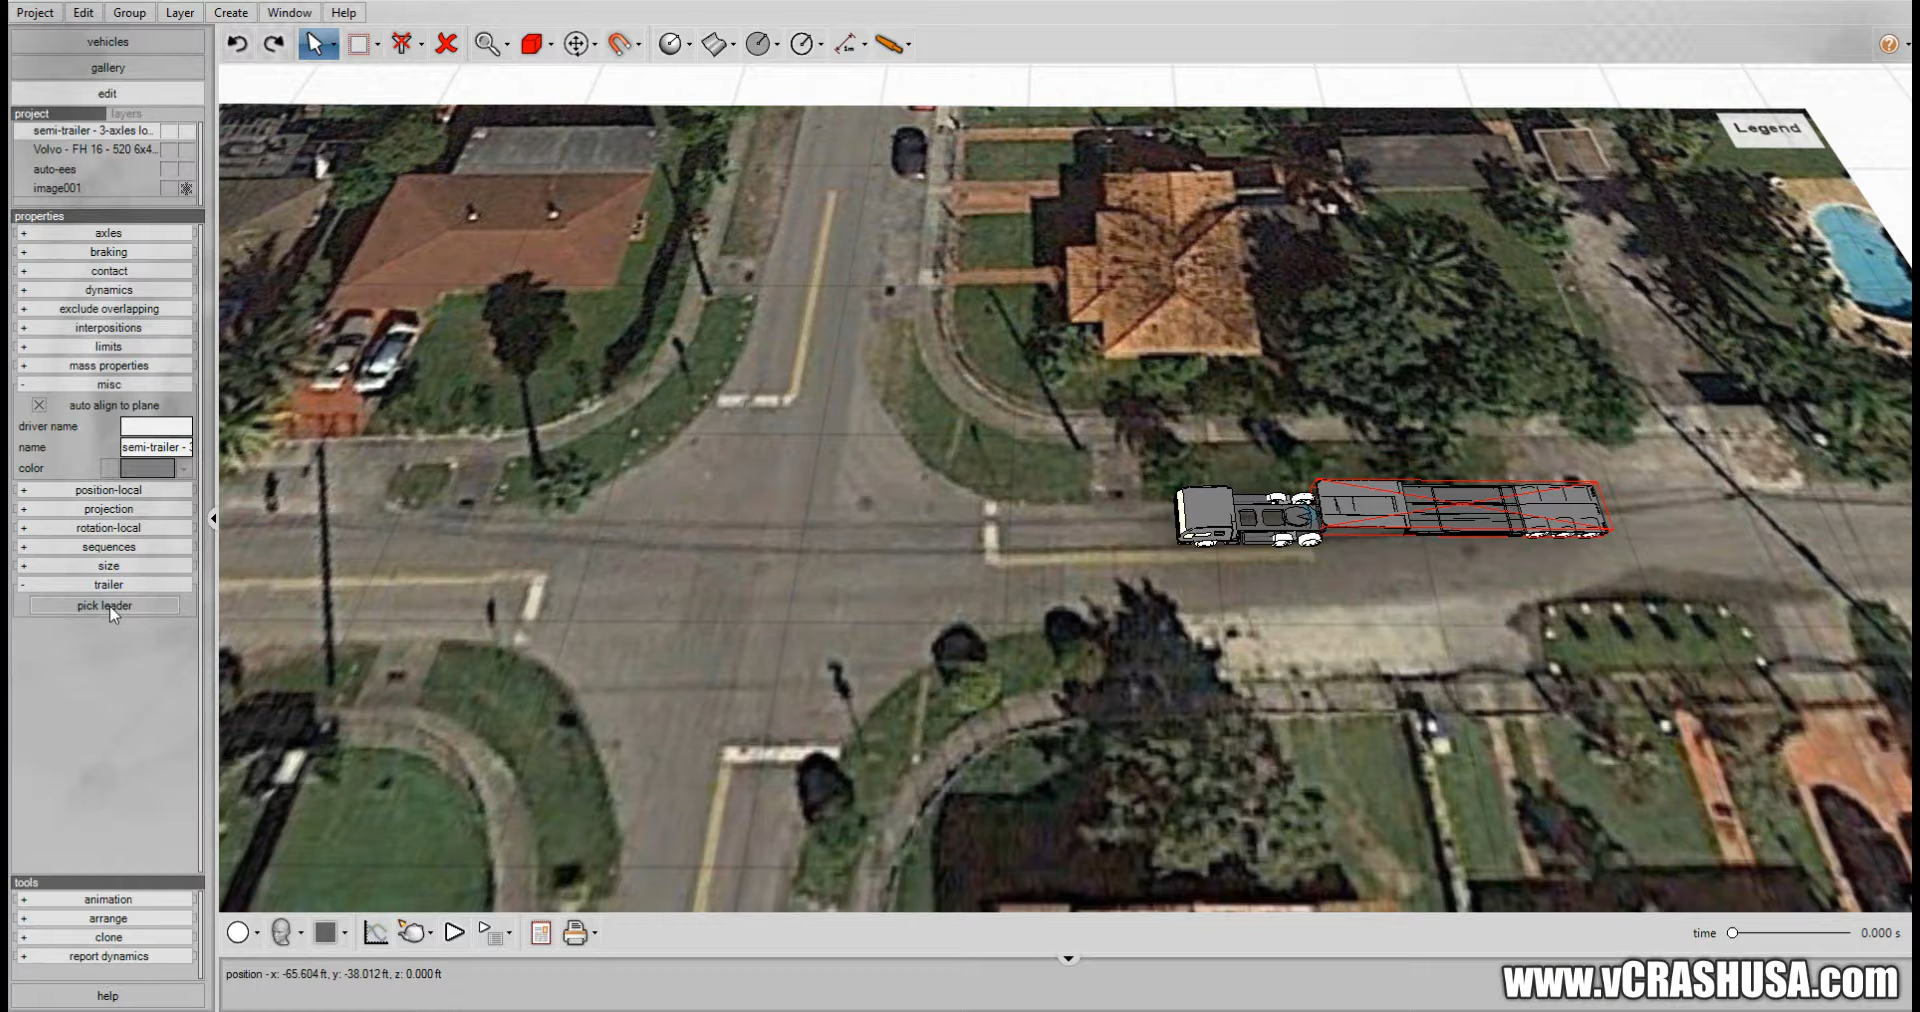 Project Edit Group Layer Create Window Help
vehicles
gallery
edit
project layers
semi-trailer - 3-axles lo...
Volvo - FH 16 - 520 6x4...
auto-ees
image001
properties
+ axles
+ braking
+ contact
+ dynamics
+ exclude overlapping
+ interpositions
+ limits
+ mass properties
- misc
auto align to plane
driver name
name semi-trailer - 3
color
+ position-local
+ projection
+ rotation-local
+ sequences
+ size
- trailer
pick leader
tools
+ animation
+ arrange
+ clone
+ report dynamics
help
1m
Legend
time 0.000 s
position - x: -65.604 ft, y: -38.012 ft, z: 0.000 ft
www.vCRASHUSA.com